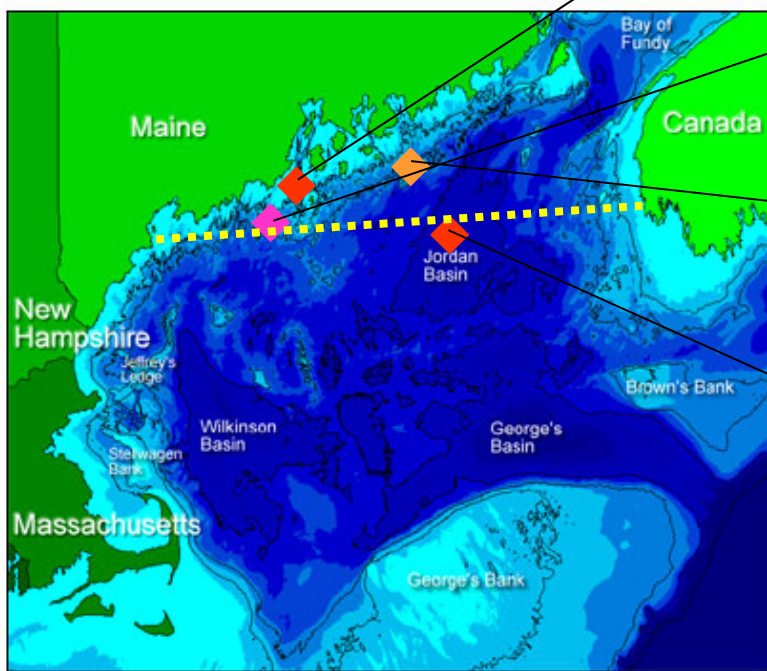 Bay of
Fundy
Maine
Canada
Jordan
Basin
New
Hampshire
Jeffrey's
Ledge
Brown's Bank
Wilkinson
Basin
George's
Basin
Stellwagen
Bank
Massachusetts
George's Bank